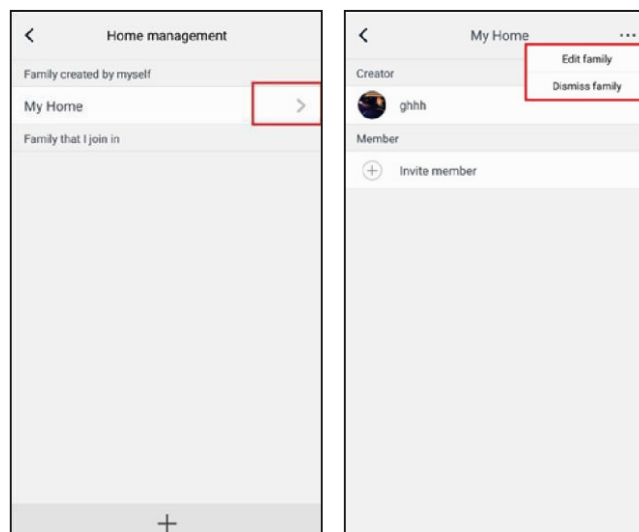 Home management
Family created by myself
My Home
Family that I join in
My Home
Edit family
Dismiss family
Creator
ghhh
Member
Invite member